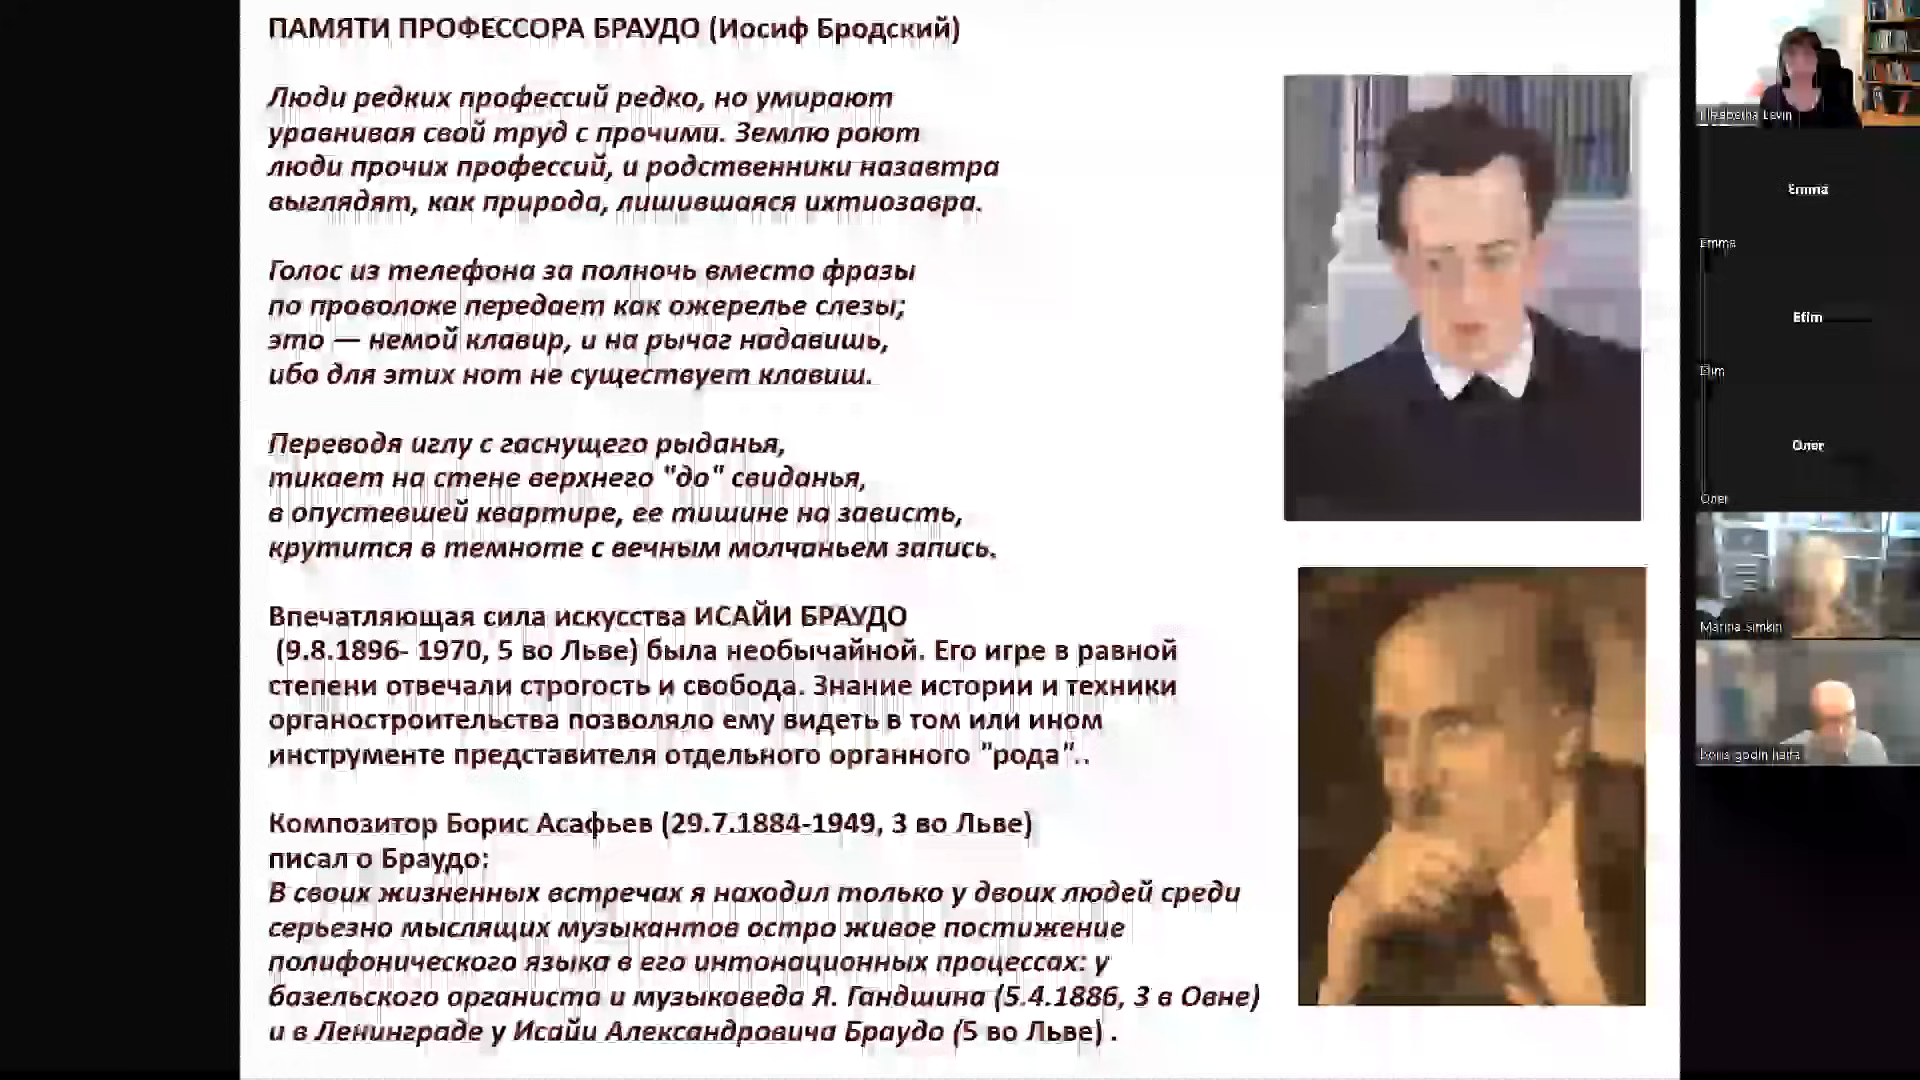 ПАМЯТИ ПРОФЕССОРА БРАУДО (Иосиф Бродский)
Люди редких профессий редко, но умирают
уравнивая свой труд с прочими. Землю роют
люди прочих профессий, и родственники назавтра
выглядят, как природа, лишившаяся ихтиозавра.
Голос из телефона за полночь вместо фразы
по проволоке передает как ожерелье слезы;
это — немой клавир, и на рычаг надавишь,
ибо для этих нот не существует клавиш.
Переводя иглу с гаснущего рыданья,
тикает на стене верхнего "до" свиданья,
в опустевшей квартире, ее тишине на зависть,
крутится в темноте с вечным молчаньем запись.
Впечатляющая сила искусства ИСАЙИ БРАУДО
(9.8.1896- 1970, 5 во Льве) была необычайной. Его игре в равной
степени отвечали строгость и свобода. Знание истории и техники
органостроительства позволяло ему видеть в том или ином
инструменте представителя отдельного органного "рода"..
Композитор Борис Асафьев (29.7.1884-1949, 3 во Льве)
писал о Браудо:
В своих жизненных встречах я находил только у двоих людей среди
серьезно мыслящих музыкантов остро живое постижение
полифонического языка в его интонационных процессах: у
базельского органиста и музыковеда Я. Гандшина (5.4.1886, 3 в Овне)
и в Ленинграде у Исайи Александровича Браудо (5 во Льве) .
Elizabetha Levin
Emma
Emma
Efim
Efim
Олег
Олег
Marina Simkin
boris godin haifa